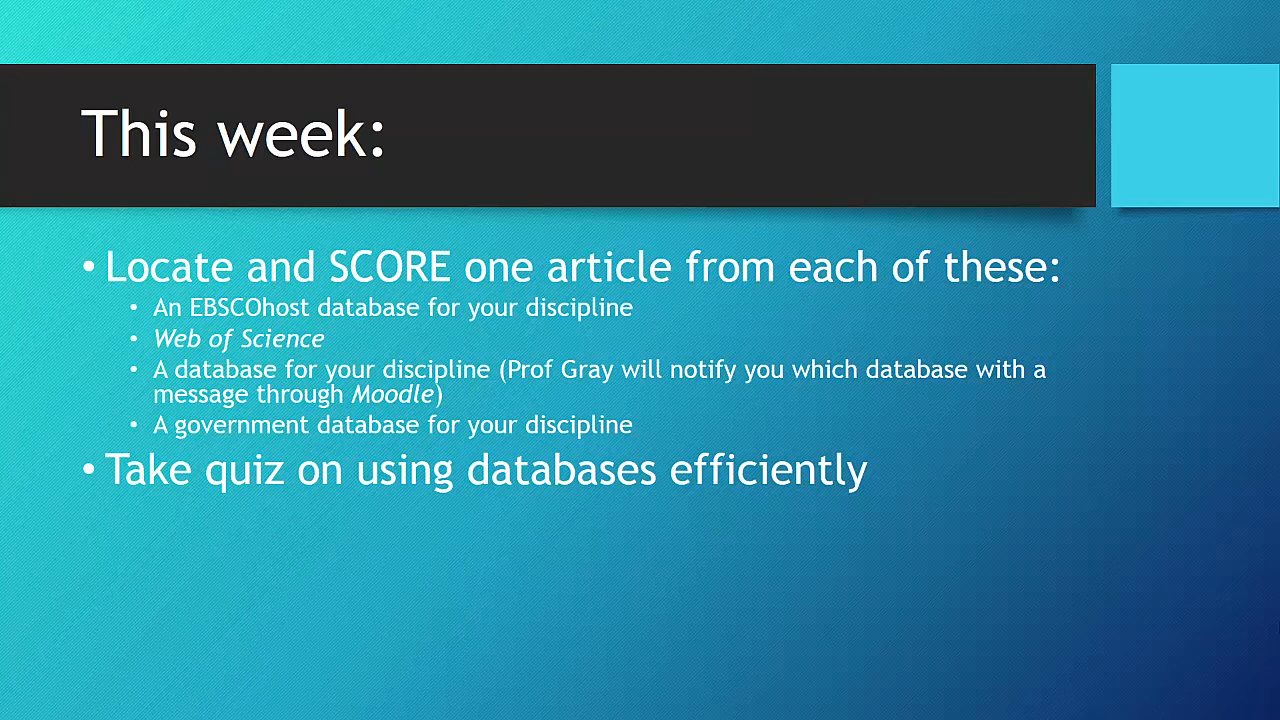 This week:
• Locate and SCORE one article from each of these:
• An EBSCOhost database for your discipline
• Web of Science
• A database for your discipline (Prof Gray will notify you which database with a
message through Moodle)
• A government database for your discipline
• Take quiz on using databases efficiently